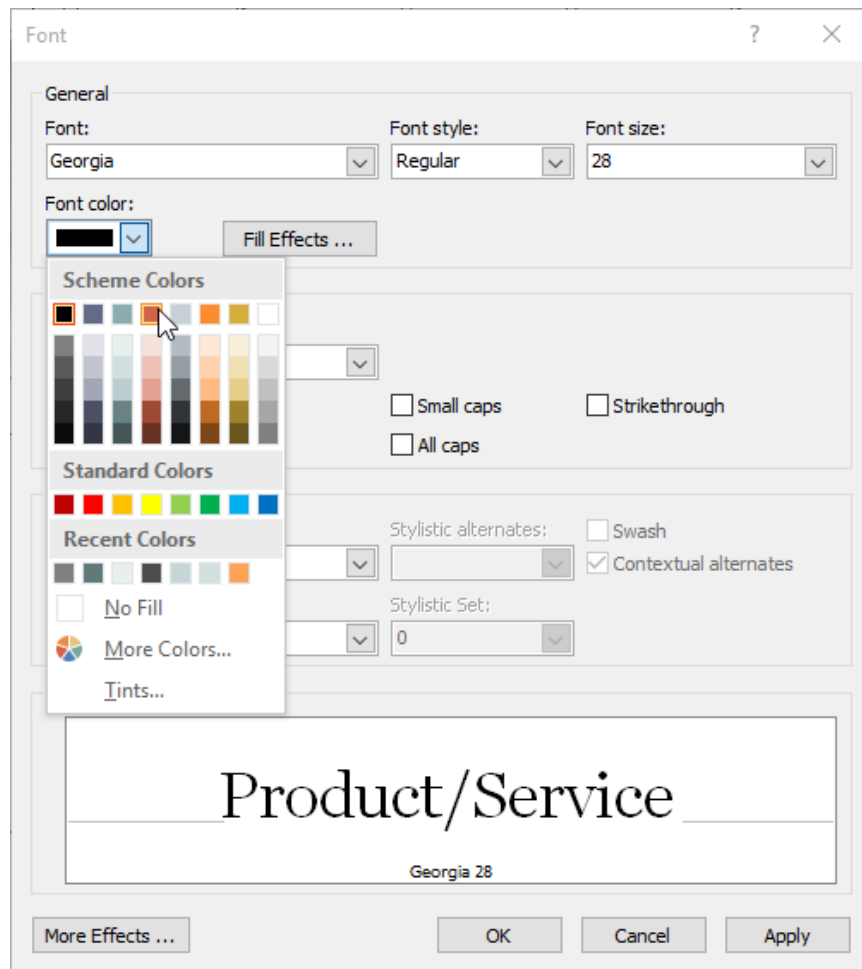 Font ?
General
Font: Font style: Font size:
Georgia Regular 28
Font color:
Fill Effects ...
Scheme Colors
Small caps Strikethrough
All caps
Standard Colors
Recent Colors
Stylistic alternates: Swash
Contextual alternates
No Fill
Stylistic Set:
More Colors... 0
Tints...
Product/Service
Georgia 28
More Effects ... OK Cancel Apply